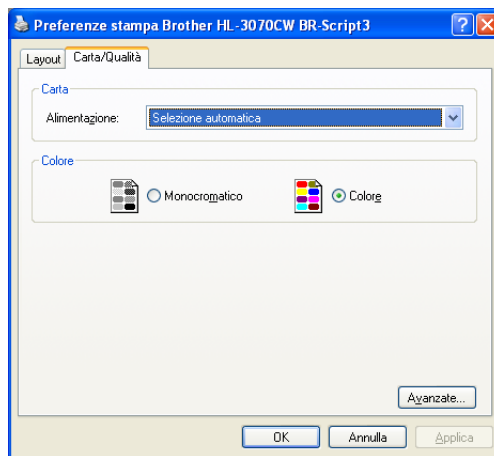 Preferenze stampa Brother HL-3070CW BR-Script3
Layout Carta/Qualità
Carta
Alimentazione: Selezione automatica
Colore
Monocromatico Colore
Avanzate...
OK Annulla Applica